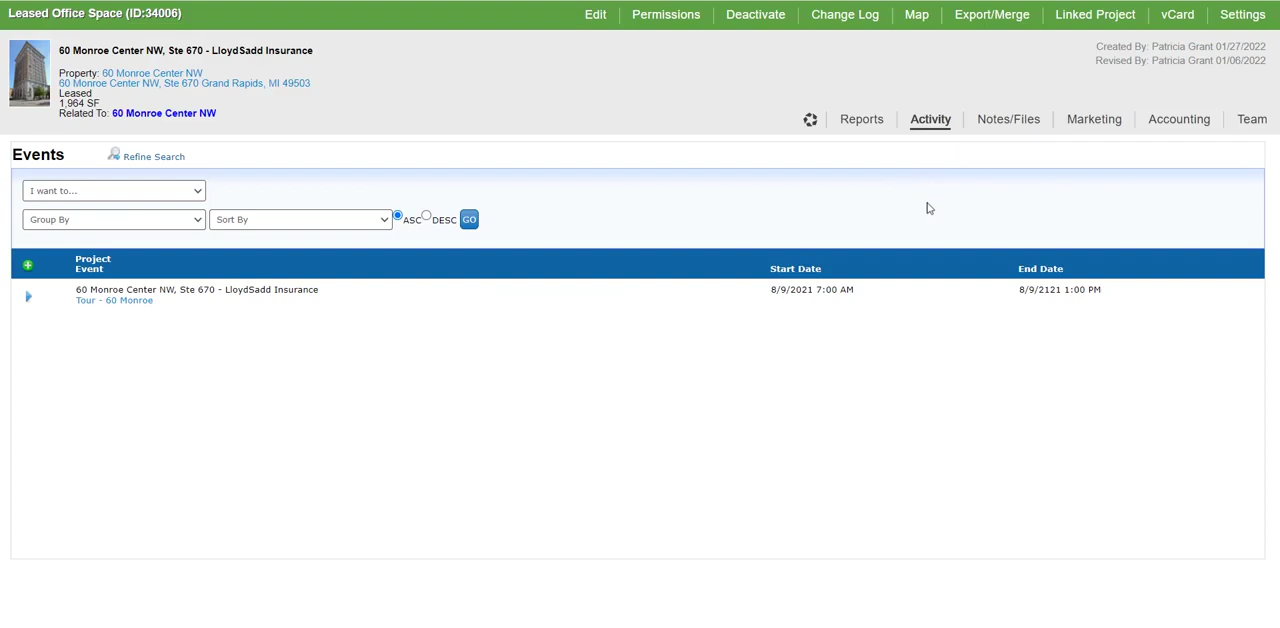 Leased Office Space (ID:34006)
Edit
Permissions
Deactivate
Change Log
Map
Export/Merge
Linked Project
vCard
Settings
60 Monroe Center NW, Ste 670 - LloydSadd Insurance
Property: 60 Monroe Center NW
60 Monroe Center NW, Ste 670 Grand Rapids, MI 49503
Leased
1,964 SF
Related To: 60 Monroe Center NW
Created By: Patricia Grant 01/27/2022
Revised By: Patricia Grant 01/06/2022
Reports
Activity
Notes/Files
Marketing
Accounting
Team
Events
Refine Search
I want to...
Group By
Sort By
ASC
DESC
GO
Project
Event
Start Date
End Date
60 Monroe Center NW, Ste 670 - LloydSadd Insurance
Tour - 60 Monroe
8/9/2021 7:00 AM
8/9/2121 1:00 PM